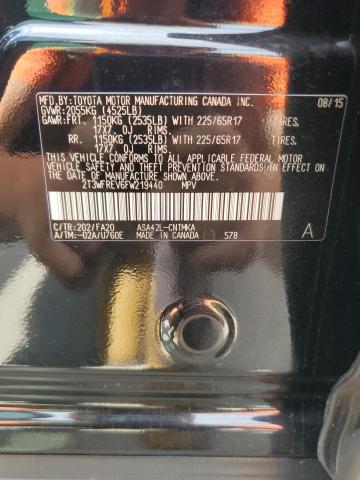 MFD.BY:TOYOTA MOTOR MANUFACTURING CANADA INC. 08/15
GVWR:2055KG (4525LB)
GAWR:FRT. 1150KG (2535LB) WITH 225/65R17 TIRES,
17X7.0J RIMS,
RR. 1150KG (2535LB) WITH 225/65R17 TIRES,
17X7.0J RIMS,
THIS VEHICLE CONFORMS TO ALL APPLICABLE FEDERAL MOTOR
VEHICLE SAFETY AND THEFT PREVENTION STANDARDS IN
EFFECT ON THE DATE OF MANUFACTURE SHOWN ABOVE.
2T3WFREV6FW219440 MPV
C/TR:202/FA20 ASA42L-CNTMKA A
A/TM:-02A/U760E MADE IN CANADA 578